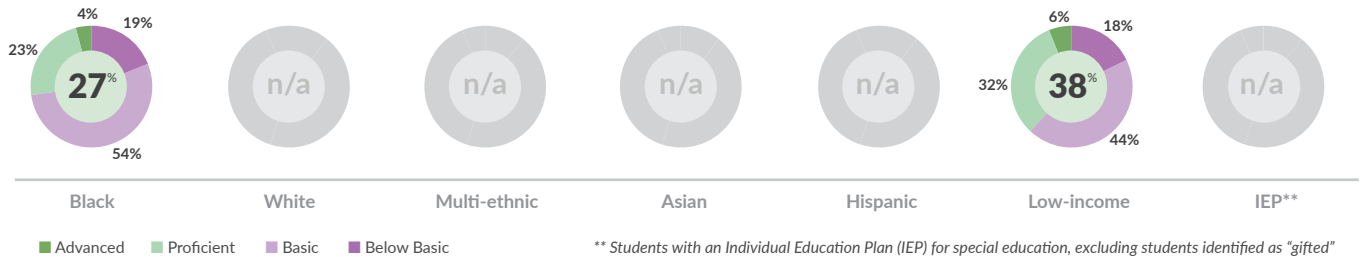 4%
19%
23%
27%
54%
n/a
n/a
n/a
n/a
6%
18%
32%
38%
44%
n/a
Black White Multi-ethnic Asian Hispanic Low-income IEP**
Advanced Proficient Basic Below Basic
** Students with an Individual Education Plan (IEP) for special education, excluding students identified as “gifted”